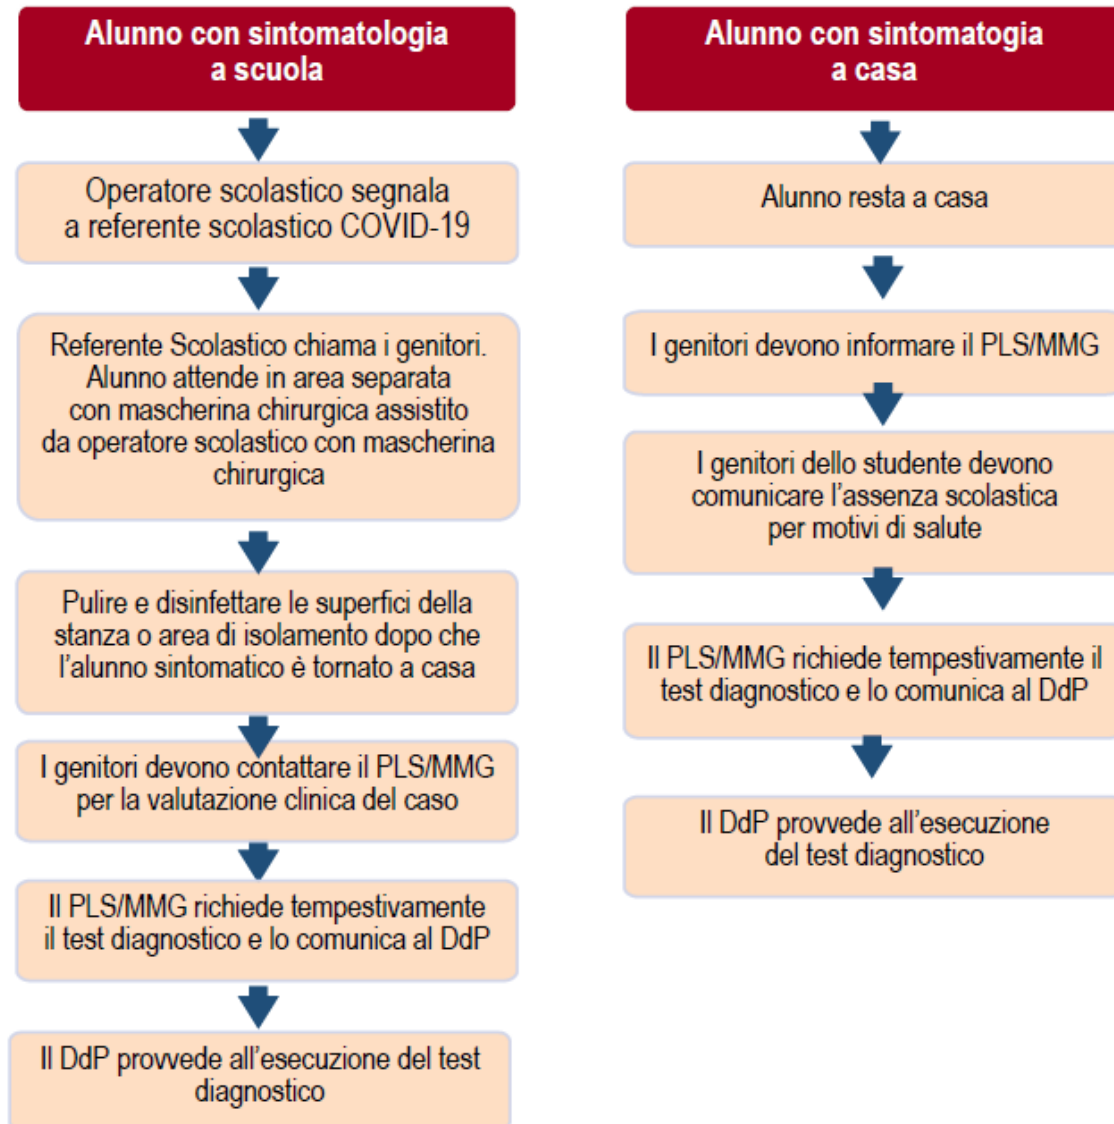 Alunno con sintomatologia
a scuola
Operatore scolastico segnala
a referente scolastico COVID-19
Referente Scolastico chiama i genitori.
Alunno attende in area separata
con mascherina chirurgica assistito
da operatore scolastico con mascherina
chirurgica
Pulire e disinfettare le superfici della
stanza o area di isolamento dopo che
l’alunno sintomatico è tornato a casa
I genitori devono contattare il PLS/MMG
per la valutazione clinica del caso
Il PLS/MMG richiede tempestivamente
il test diagnostico e lo comunica al DdP
Il DdP provvede all’esecuzione del test
diagnostico
Alunno con sintomatogia
a casa
Alunno resta a casa
I genitori devono informare il PLS/MMG
I genitori dello studente devono
comunicare l’assenza scolastica
per motivi di salute
Il PLS/MMG richiede tempestivamente il
test diagnostico e lo comunica al DdP
Il DdP provvede all’esecuzione
del test diagnostico